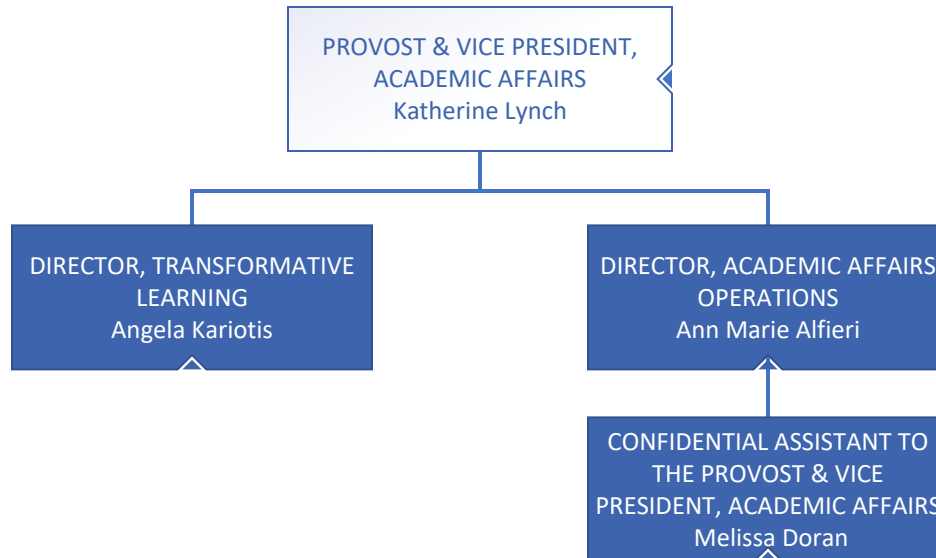 PROVOST & VICE PRESIDENT,
ACADEMIC AFFAIRS
Katherine Lynch
DIRECTOR, TRANSFORMATIVE
LEARNING
Angela Kariotis
DIRECTOR, ACADEMIC AFFAIRS
OPERATIONS
Ann Marie Alfieri
CONFIDENTIAL ASSISTANT TO
THE PROVOST & VICE
PRESIDENT, ACADEMIC AFFAIRS
Melissa Doran